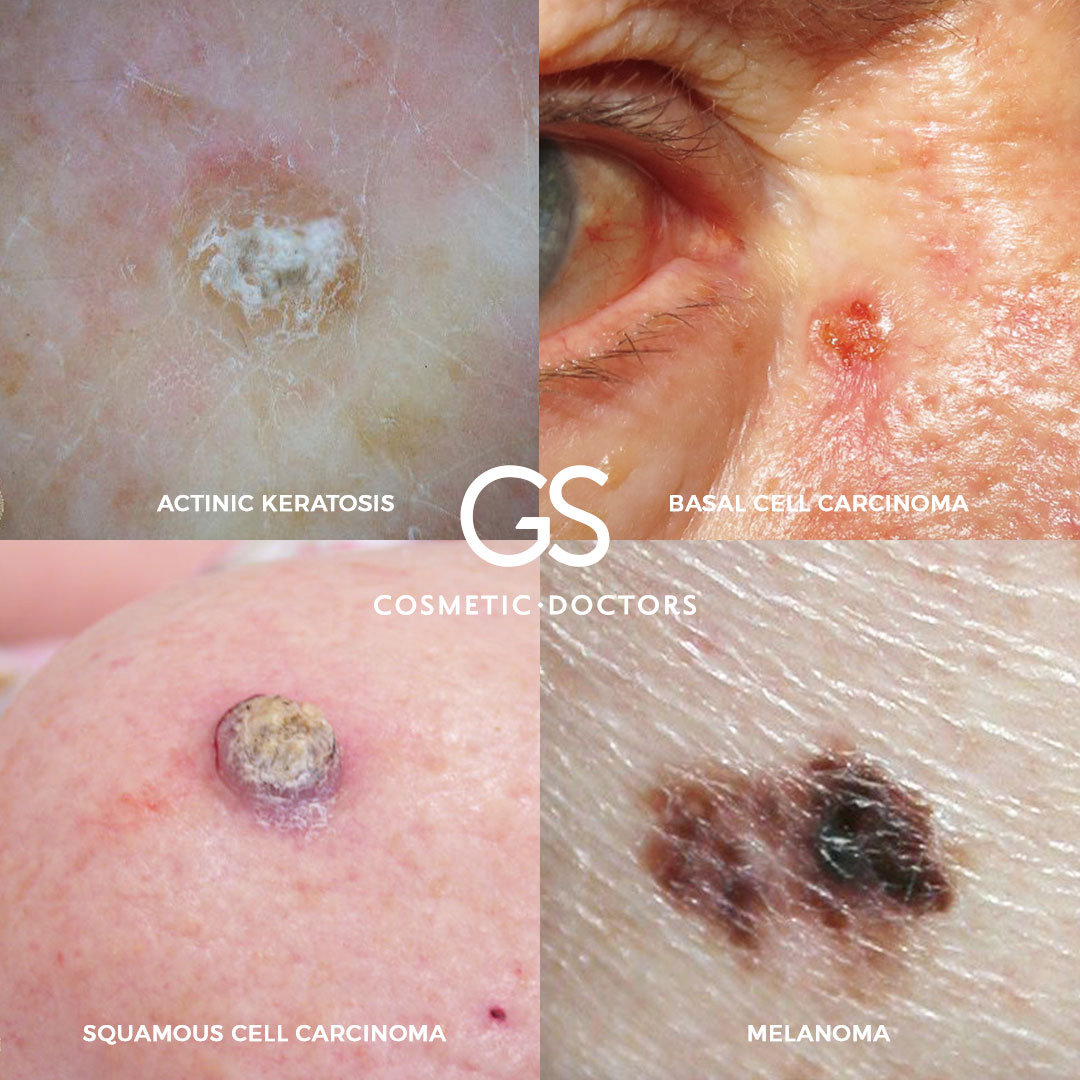 ACTINIC KERATOSIS
BASAL CELL CARCINOMA
GS
COSMETIC·DOCTORS
SQUAMOUS CELL CARCINOMA
MELANOMA